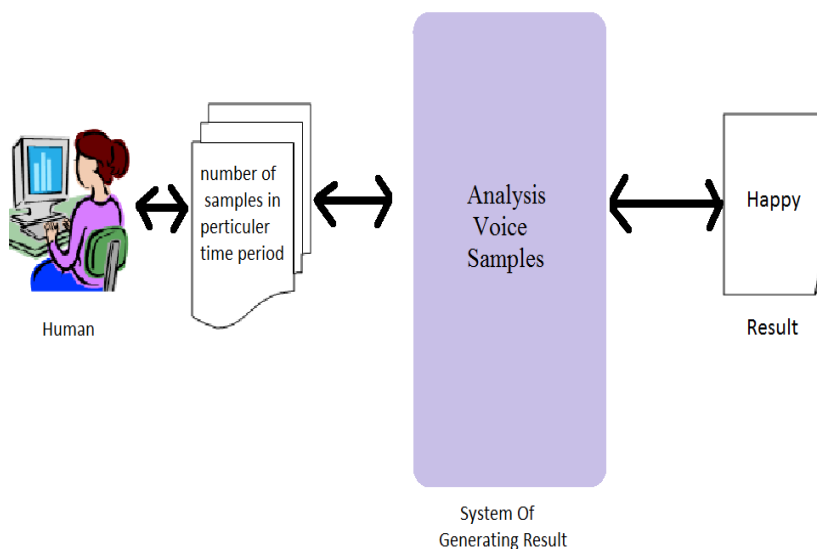 Human
number of
samples in
perticuler
time period
Analysis
Voice
Samples
System Of
Generating Result
Happy
Result